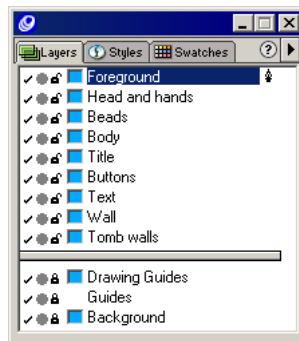 Layers Styles Swatches ?
Foreground
Head and hands
Beads
Body
Title
Buttons
Text
Wall
Tomb walls
Drawing Guides
Guides
Background